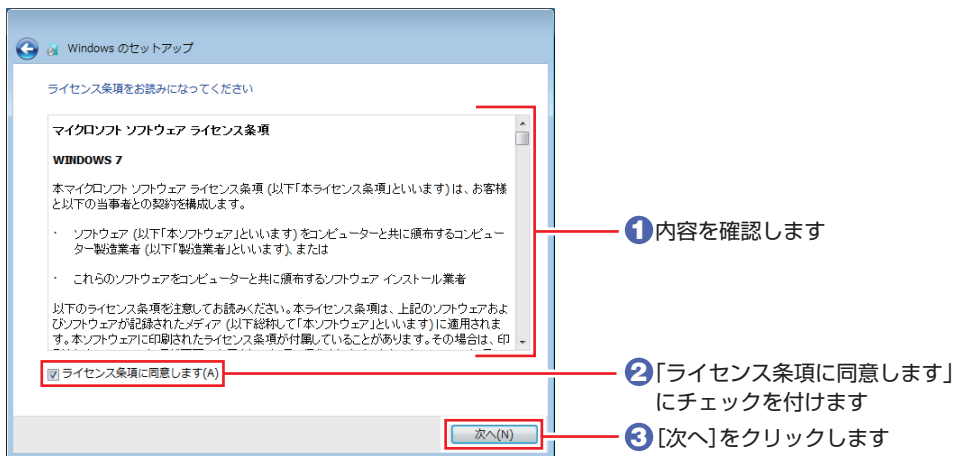 Windows のセットアップ
ライセンス条項をお読みになってください
マイクロソフト ソフトウェア ライセンス条項
WINDOWS 7
本マイクロソフト ソフトウェア ライセンス条項 (以下「本ライセンス条項」といいます) は、お客様
と以下の当事者との契約を構成します。
・ ソフトウェア (以下「本ソフトウェア」といいます) をコンピューターと共に頒布するコンピュー
ター製造業者 (以下「製造業者」といいます)、または
・ これらのソフトウェアをコンピューターと共に頒布するソフトウェア インストール業者
以下のライセンス条項を注意してお読みください。本ライセンス条項は、上記のソフトウェアおよ
びソフトウェアが記録されたメディア (以下総称して「本ソフトウェア」といいます) に適用されま
す。本ソフトウェアに印刷されたライセンス条項が付属していることがあります。その場合は、印
ライセンス条項に同意します(A)
次へ(N)
1 内容を確認します
2 「ライセンス条項に同意します」
にチェックを付けます
3 [次へ]をクリックします